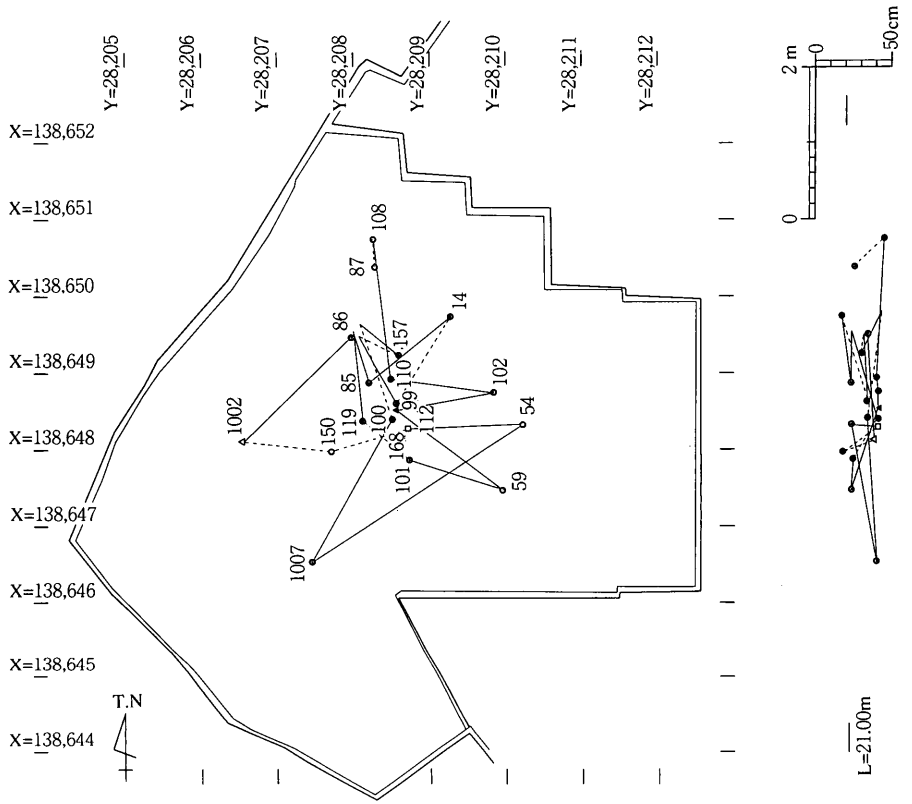 Y=28,205
Y=28,206
Y=28,207
Y=28,208
Y=28,209
Y=28,210
Y=28,211
Y=28,212
X=138,652
X=138,651
X=138,650
X=138,649
X=138,648
X=138,647
X=138,646
X=138,645
X=138,644
108
87
86
14
157
110
85
99
102
1002
119
100
112
54
150
168
101
59
1007
T.N
2 m
0
0
50cm
L=21.00m